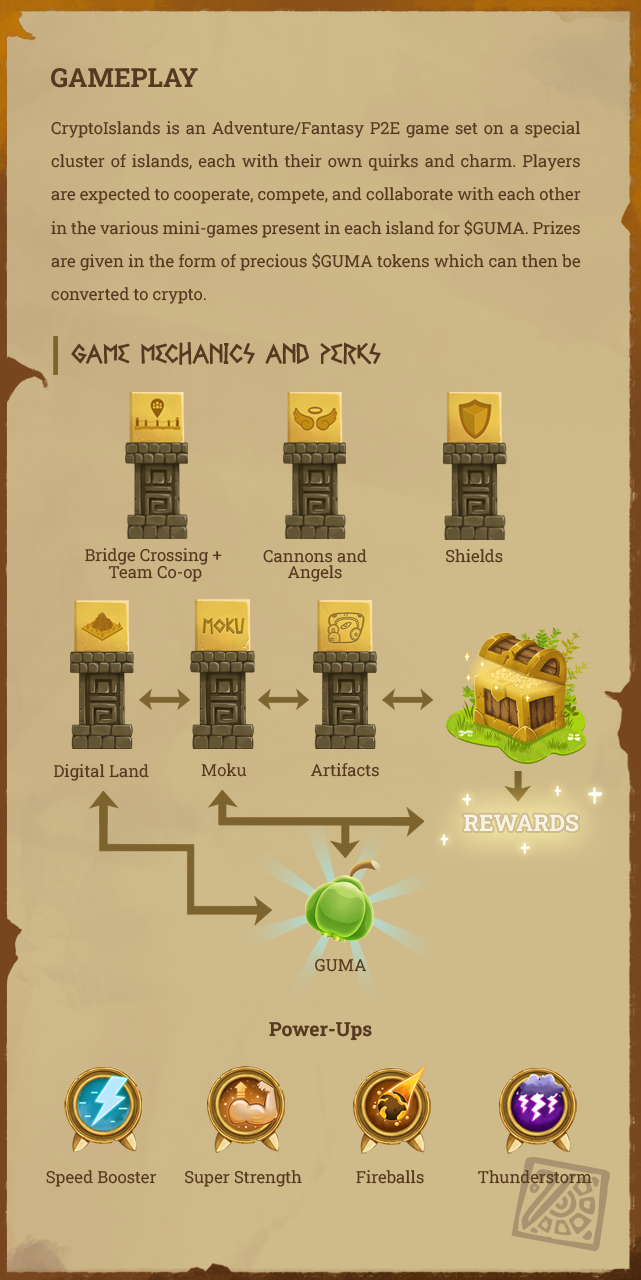 GAMEPLAY
CryptoIslands is an Adventure/Fantasy P2E game set on a special
cluster of islands, each with their own quirks and charm. Players
are expected to cooperate, compete, and collaborate with each other
in the various mini-games present in each island for $GUMA. Prizes
are given in the form of precious $GUMA tokens which can then be
converted to crypto.
GAME MECHANICS AND PERKS
Bridge Crossing +
Team Co-op
Cannons and
Angels
Shields
MOKU
Digital Land
Moku
Artifacts
REWARDS
GUMA
Power-Ups
Speed Booster
Super Strength
Fireballs
Thunderstorm